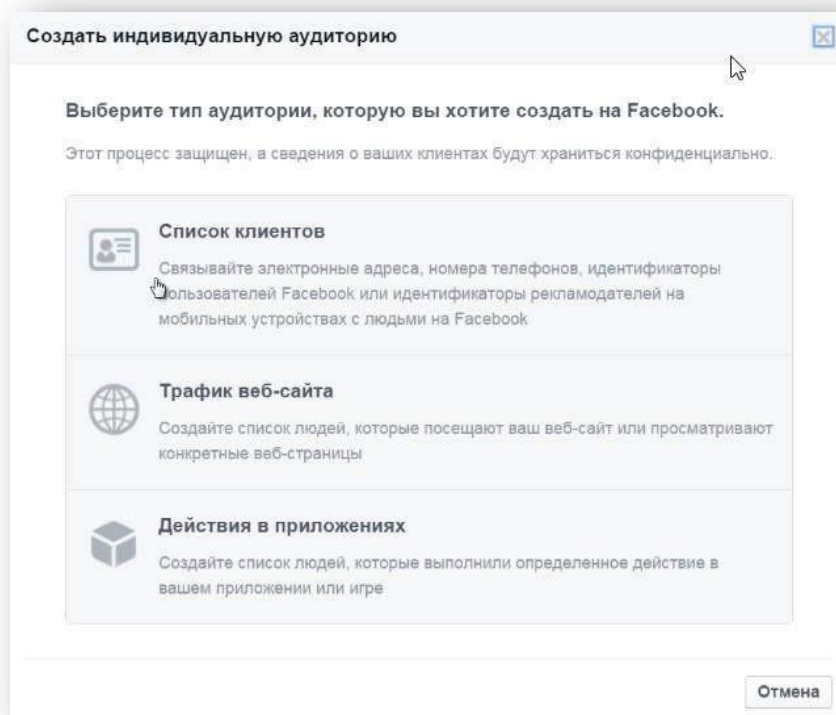 Создать индивидуальную аудиторию
Выберите тип аудитории, которую вы хотите создать на Facebook.
Этот процесс защищен, а сведения о ваших клиентах будут храниться конфиденциально.
Список клиентов
Связывайте электронные адреса, номера телефонов, идентификаторы
пользователей Facebook или идентификаторы рекламодателей на
мобильных устройствах с людьми на Facebook
Трафик веб-сайта
Создайте список людей, которые посещают ваш веб-сайт или просматривают
конкретные веб-страницы
Действия в приложениях
Создайте список людей, которые выполнили определенное действие в
вашем приложении или игре
Отмена